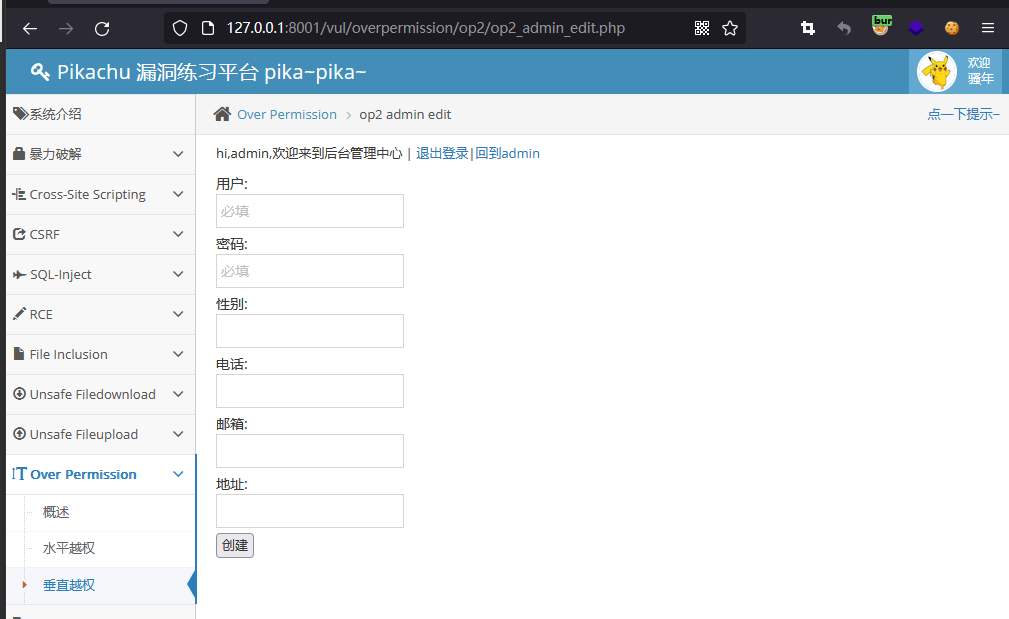 127.0.0.1:8001/vul/overpermission/op2/op2_admin_edit.php
bur
Pikachu 漏洞练习平台 pika~pika~
欢迎
骚年
系统介绍
Over Permission
op2 admin edit
点一下提示~
暴力破解
Cross-Site Scripting
CSRF
SQL-Inject
RCE
File Inclusion
Unsafe Filedownload
Unsafe Fileupload
Over Permission
概述
水平越权
垂直越权
hi,admin,欢迎来到后台管理中心 | 退出登录|回到admin
用户:
必填
密码:
必填
性别:
电话:
邮箱:
地址:
创建